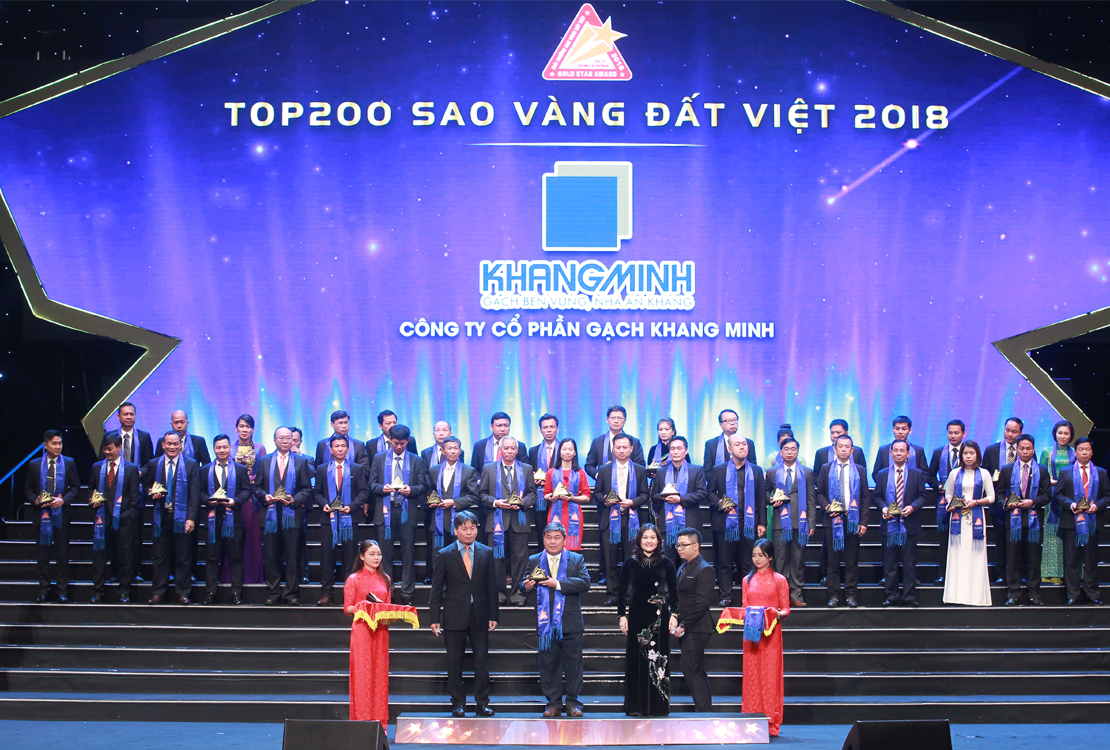 GOLD STAR AWARD
2018
TOP200 SAO VÀNG ĐẤT VIỆT 2018
KHANGMINH
GẠCH BỀN VỮNG, NHÀ AN KHANG
CÔNG TY CỔ PHẦN GẠCH KHANG MINH